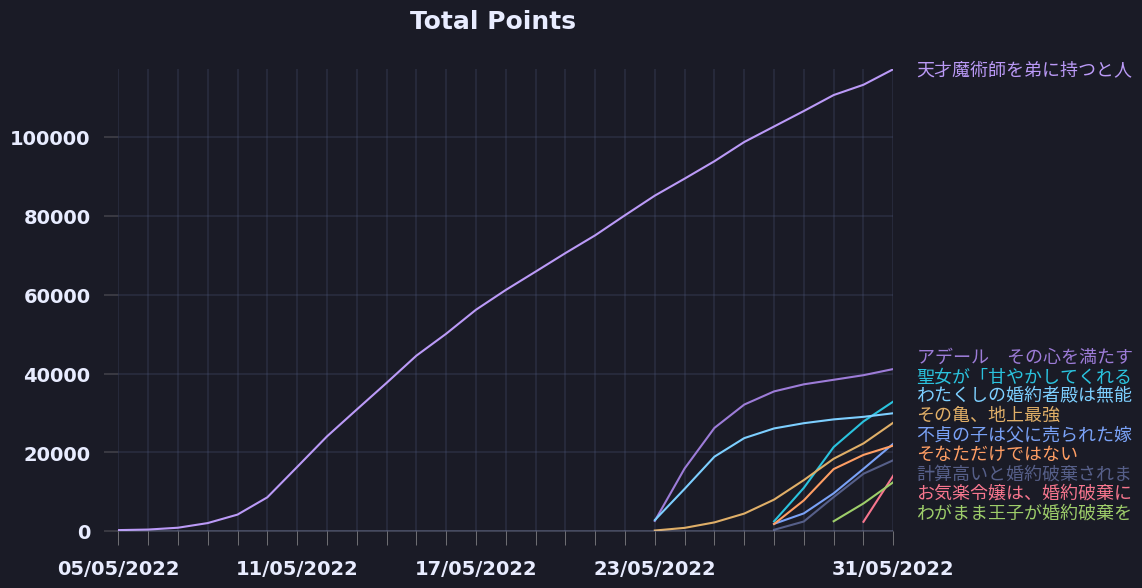 Total Points
天才魔術師を弟に持つと人
100000
80000
60000
アデール　その心を満たす
40000
聖女が「甘やかしてくれる
わたくしの婚約者殿は無能
その亀、地上最強
不貞の子は父に売られた嫁
20000
そなただけではない
計算高いと婚約破棄されま
お気楽令嬢は、婚約破棄に
わがまま王子が婚約破棄を
0
05/05/2022 11/05/2022 17/05/2022 23/05/2022 31/05/2022